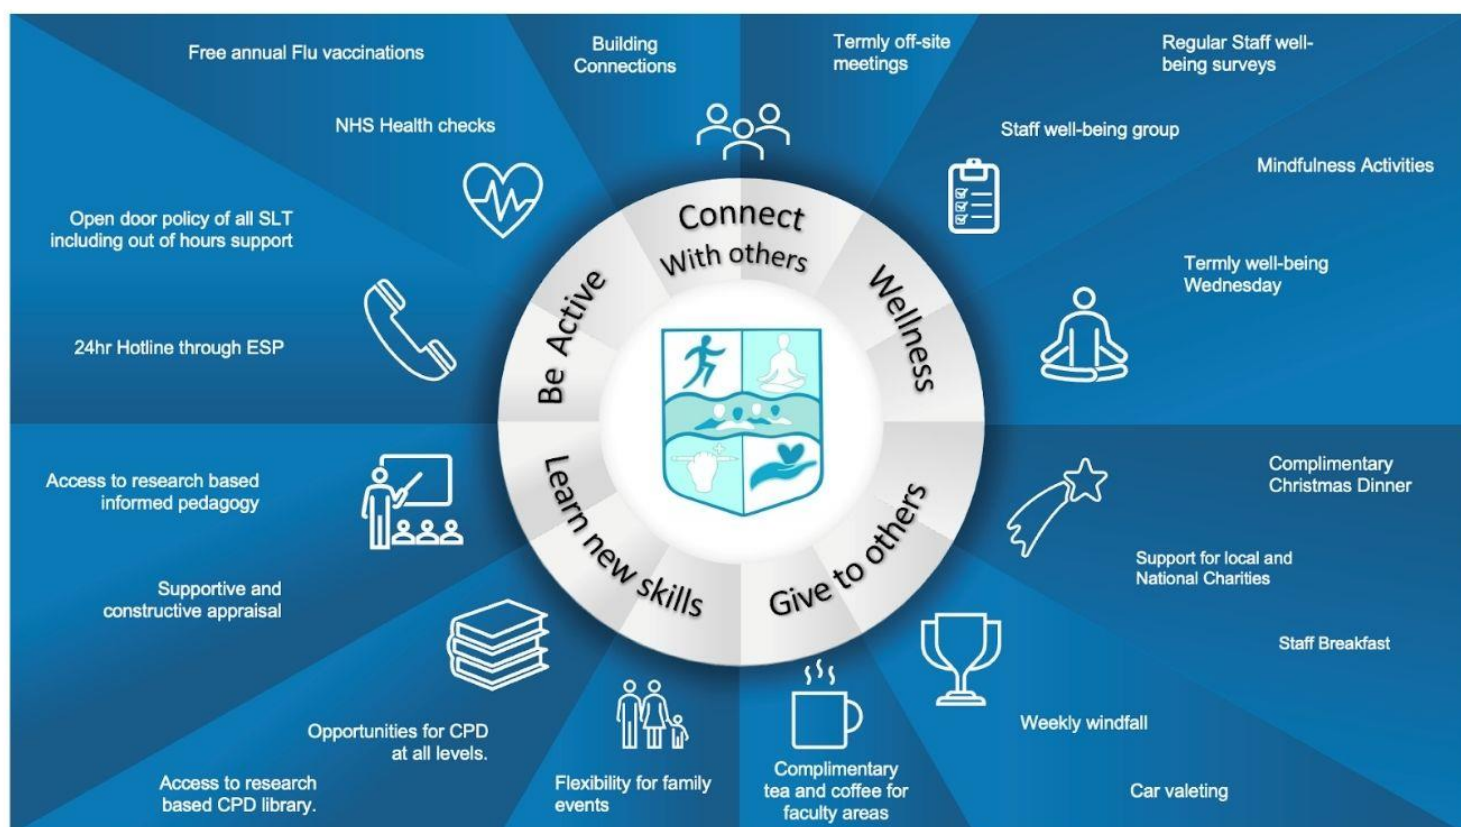 Free annual Flu vaccinations
Building
Connections
Termly off-site
meetings
Regular Staff well-
being surveys
NHS Health checks
Staff well-being group
Mindfulness Activities
Open door policy of all SLT
including out of hours support
Termly well-being
Wednesday
24hr Hotline through ESP
Connect
With others
Be Active
Wellness
Learn new skills
Give to others
Access to research based
informed pedagogy
Complimentary
Christmas Dinner
Supportive and
constructive appraisal
Support for local and
National Charities
Staff Breakfast
Opportunities for CPD
at all levels.
Weekly windfall
Access to research
based CPD library.
Flexibility for family
events
Complimentary
tea and coffee for
faculty areas
Car valeting